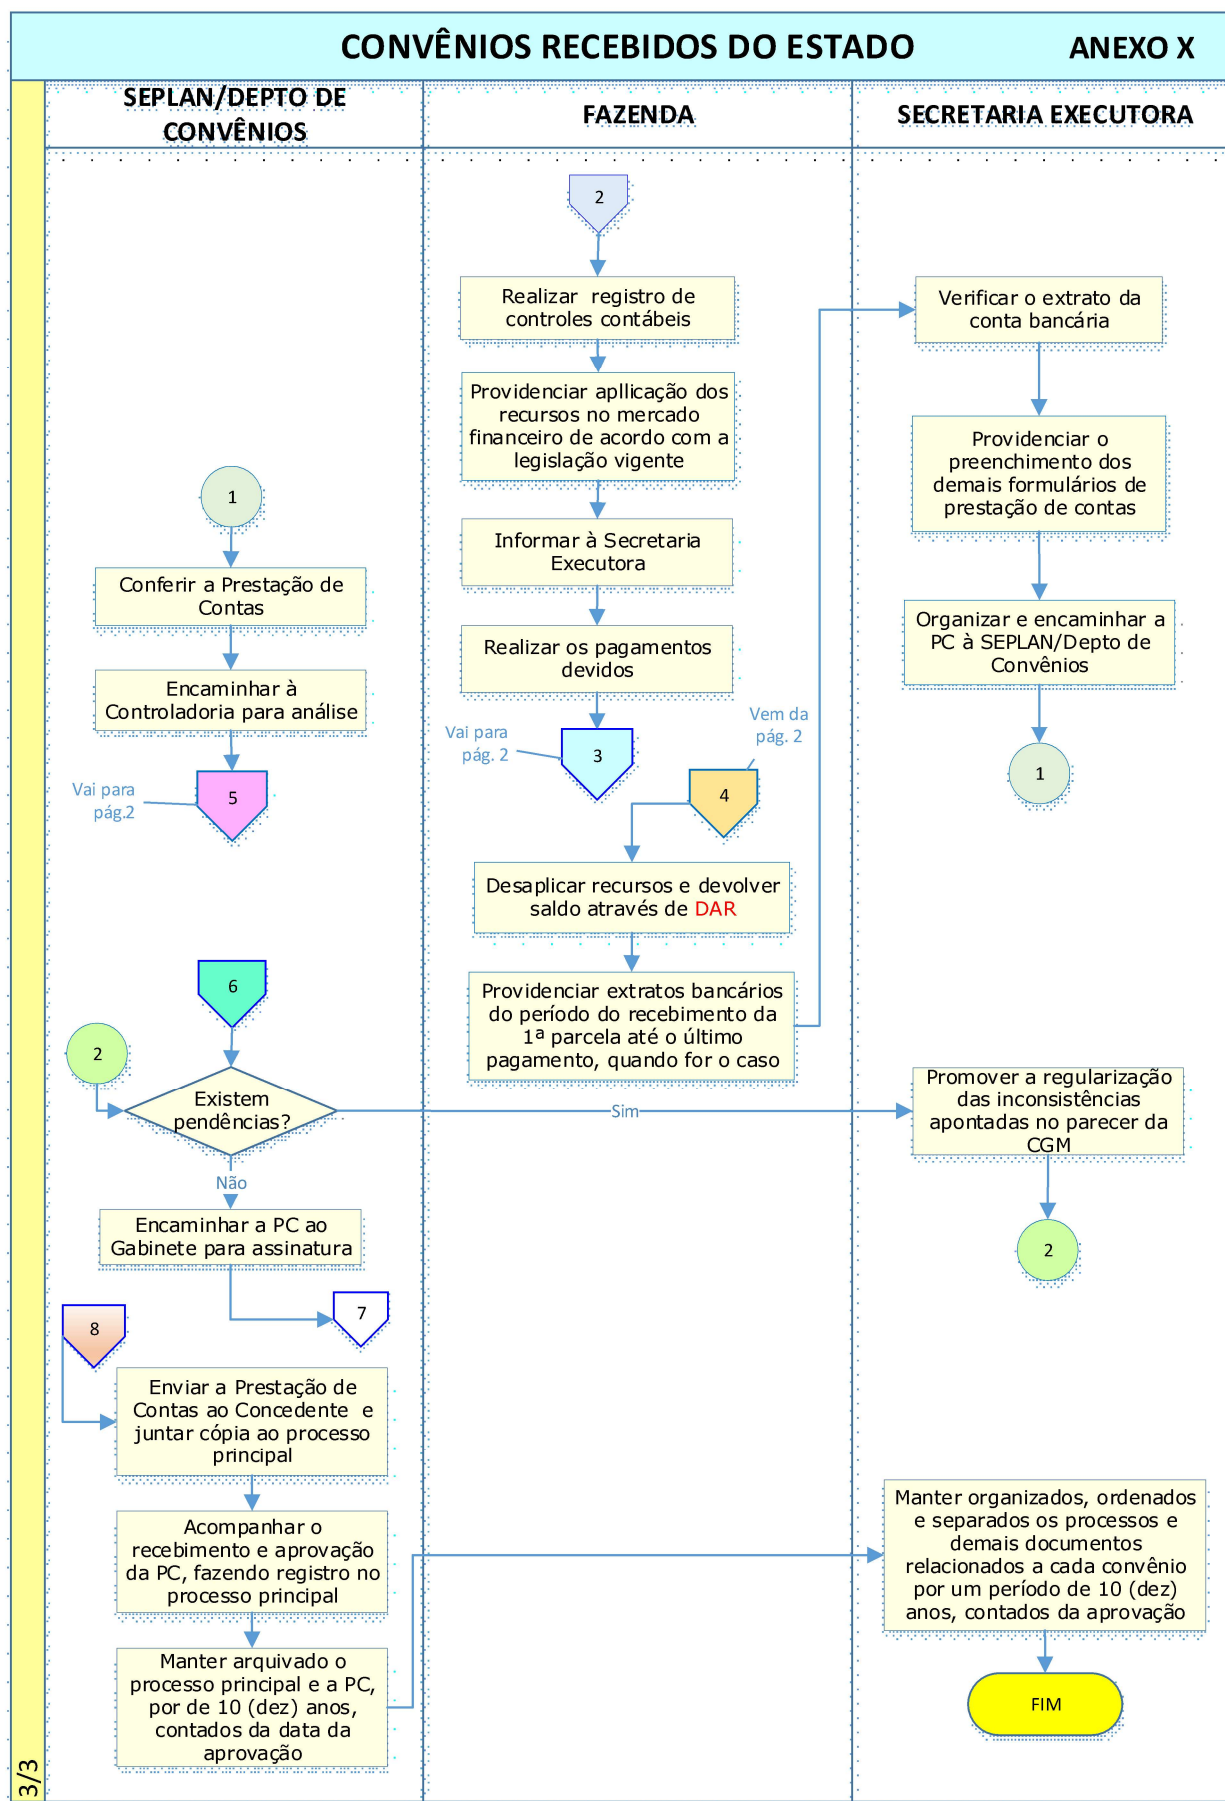 CONVÊNIOS RECEBIDOS DO ESTADO
ANEXO X
SEPLAN/DEPTO DE
CONVÊNIOS
FAZENDA
SECRETARIA EXECUTORA
2
Realizar registro de
controles contábeis
Providenciar apllicação dos
recursos no mercado
financeiro de acordo com a
legislação vigente
Informar à Secretaria
Executora
Realizar os pagamentos
devidos
Vai para
pág. 2
3
Vem da
pág. 2
4
Desaplicar recursos e devolver
saldo através de DAR
Providenciar extratos bancários
do período do recebimento da
1ª parcela até o último
pagamento, quando for o caso
Verificar o extrato da
conta bancária
Providenciar o
preenchimento dos
demais formulários de
prestação de contas
Organizar e encaminhar a
PC à SEPLAN/Depto de
Convênios
1
1
Conferir a Prestação de
Contas
Encaminhar à
Controladoria para análise
Vai para
pág.2
5
6
2
Existem
pendências?
Sim
Promover a regularização
das inconsistências
apontadas no parecer da
CGM
2
Não
Encaminhar a PC ao
Gabinete para assinatura
7
8
Enviar a Prestação de
Contas ao Concedente e
juntar cópia ao processo
principal
Acompanhar o
recebimento e aprovação
da PC, fazendo registro no
processo principal
Manter arquivado o
processo principal e a PC,
por de 10 (dez) anos,
contados da data da
aprovação
Manter organizados, ordenados
e separados os processos e
demais documentos
relacionados a cada convênio
por um período de 10 (dez)
anos, contados da aprovação
FIM
3/3